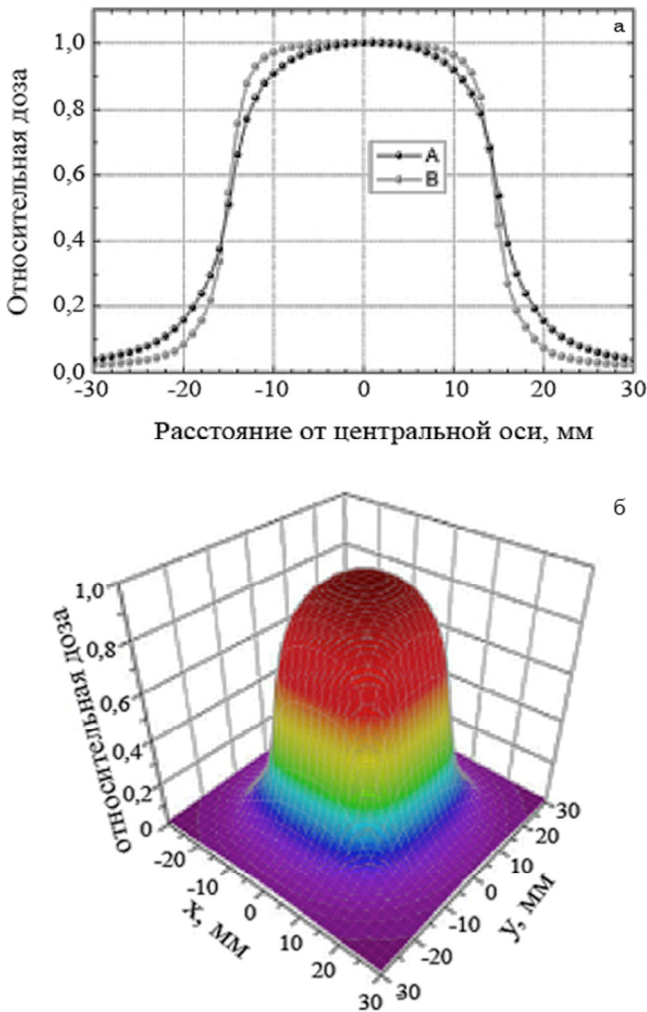 а
1,0
0,8
0,6
0,4
0,2
0,0
Относительная доза
A
B
-30 -20 -10 0 10 20 30
Расстояние от центральной оси, мм
б
1,0
0,8
0,6
0,4
0,2
0
относительная доза
-20
-10
0
10
20
30
x, мм
-30
-20
-10
0
10
20
30
y, мм